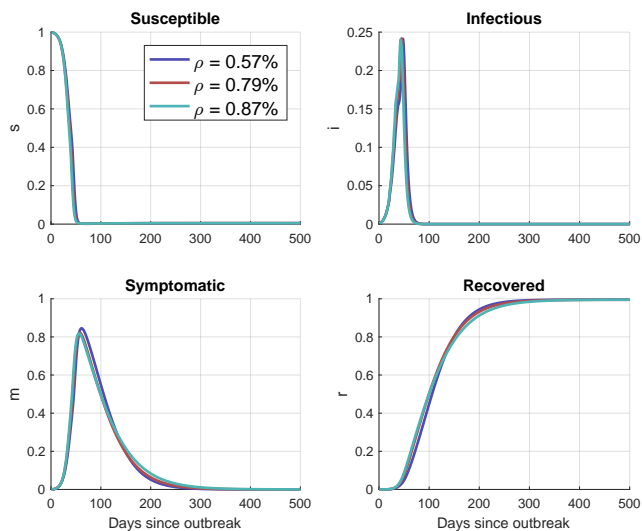 Susceptible
1
0.8
0.6
0.4
0.2
0
s
0 100 200 300 400 500
ρ = 0.57%
ρ = 0.79%
ρ = 0.87%
Infectious
0.25
0.20
0.15
0.10
0.05
0
i
0 100 200 300 400 500
Symptomatic
1
0.8
0.6
0.4
0.2
0
m
0 100 200 300 400 500
Days since outbreak
Recovered
1
0.8
0.6
0.4
0.2
0
r
0 100 200 300 400 500
Days since outbreak